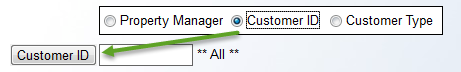 Property Manager Customer ID Customer Type
Customer ID ** All **